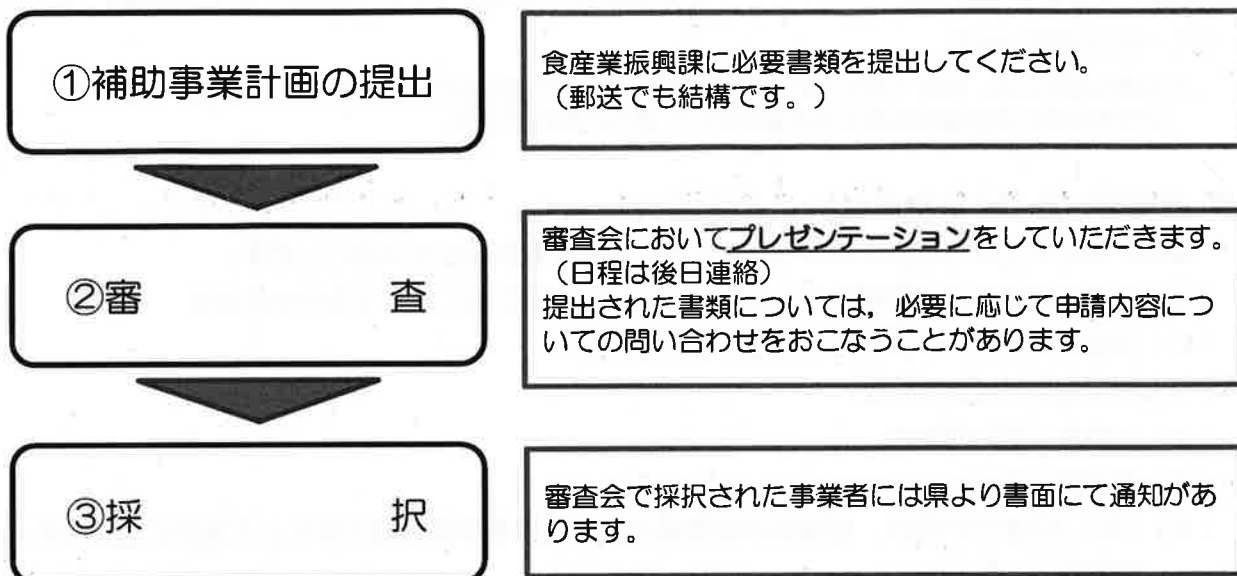 ①補助事業計画の提出
食産業振興課に必要書類を提出してください。
（郵送でも結構です。）
②審　　　　　査
審査会においてプレゼンテーションをしていただきます。
（日程は後日連絡）
提出された書類については，必要に応じて申請内容につ
いての問い合わせをおこなうことがあります。
③採　　　　　択
審査会で採択された事業者には県より書面にて通知があ
ります。